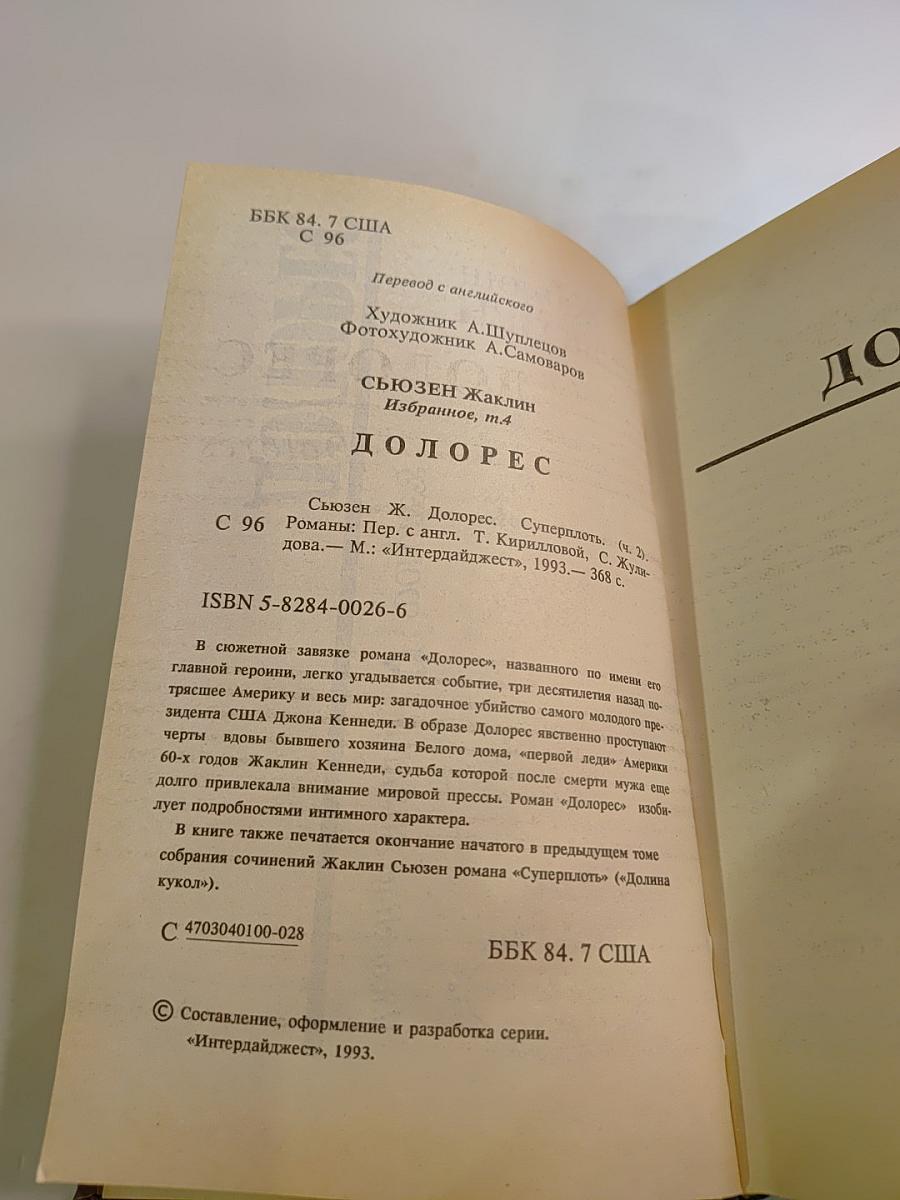 ББК 84. 7 США
С 96
Перевод с английского
Художник А.Шуплецов
Фотохудожник А.Самоваров
СЬЮЗЕН Жаклин
Избранное, т.4
ДОЛОРЕС
Сьюзен Ж. Долорес. Суперплоть. (ч. 2).
С 96 Романы: Пер. с англ. Т. Кирилловой, С. Жули-
дова.— М.: «Интердайджест», 1993.— 368 с.
ISBN 5-8284-0026-6
В сюжетной завязке романа «Долорес», названного по имени его
главной героини, легко угадывается событие, три десятилетия назад по-
трясшее Америку и весь мир: загадочное убийство самого молодого пре-
зидента США Джона Кеннеди. В образе Долорес явственно проступают
черты вдовы бывшего хозяина Белого дома, «первой леди» Америки
60-х годов Жаклин Кеннеди, судьба которой после смерти мужа еще
долго привлекала внимание мировой прессы. Роман «Долорес» изоби-
лует подробностями интимного характера.
В книге также печатается окончание начатого в предыдущем томе
собрания сочинений Жаклин Сьюзен романа «Суперплоть» («Долина
кукол»).
С 4703040100-028
ББК 84. 7 США
© Составление, оформление и разработка серии.
«Интердайджест», 1993.
ДО